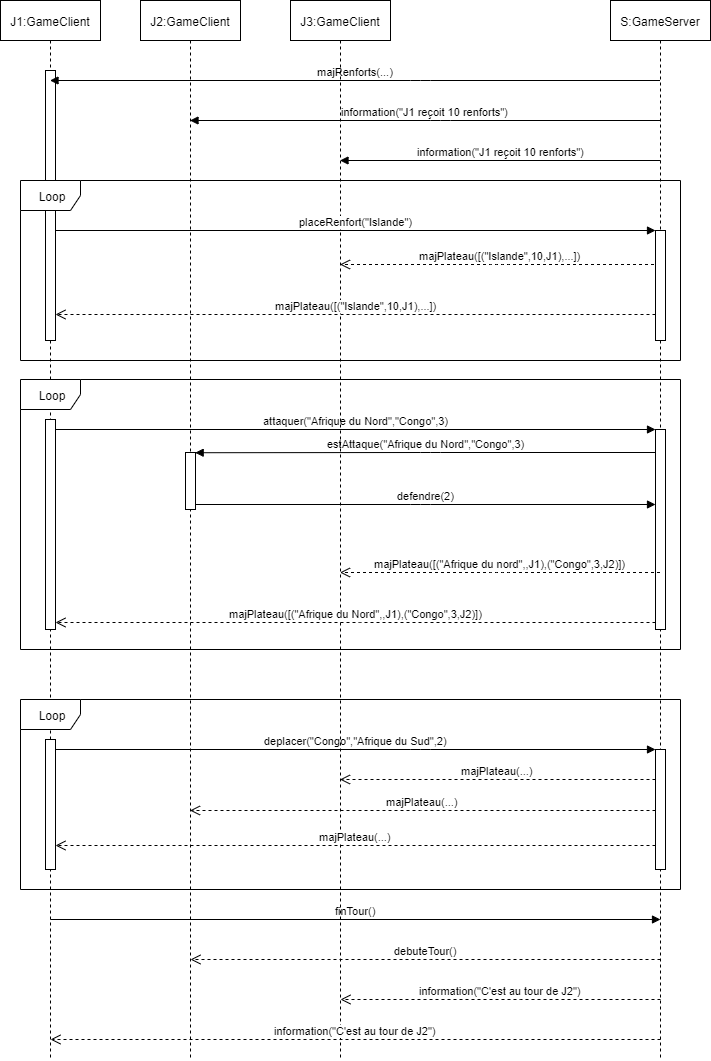 J1:GameClient
J2:GameClient
J3:GameClient
S:GameServer
majRenforts(...)
information("J1 reçoit 10 renforts")
information("J1 reçoit 10 renforts")
Loop
placeRenfort("Islande")
majPlateau([("Islande",10,J1),...])
majPlateau([("Islande",10,J1),...])
Loop
attaquer("Afrique du Nord","Congo",3)
estAttaque("Afrique du Nord","Congo",3)
defendre(2)
majPlateau([("Afrique du nord",,J1),("Congo",3,J2)])
majPlateau([("Afrique du Nord",,J1),("Congo",3,J2)])
Loop
deplacer("Congo","Afrique du Sud",2)
majPlateau(...)
majPlateau(...)
majPlateau(...)
finTour()
debuteTour()
information("C'est au tour de J2")
information("C'est au tour de J2")